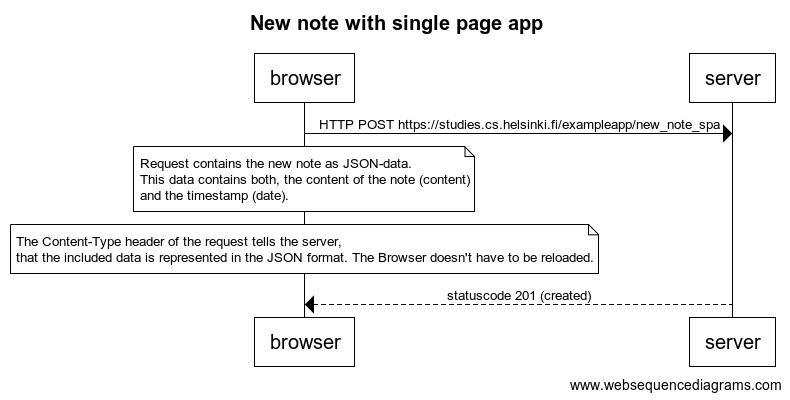 New note with single page app
browser
server
HTTP POST https://studies.cs.helsinki.fi/exampleapp/new_note_spa
Request contains the new note as JSON-data.
This data contains both, the content of the note (content)
and the timestamp (date).
The Content-Type header of the request tells the server,
that the included data is represented in the JSON format. The Browser doesn't have to be reloaded.
statuscode 201 (created)
browser
server
www.websequencediagrams.com